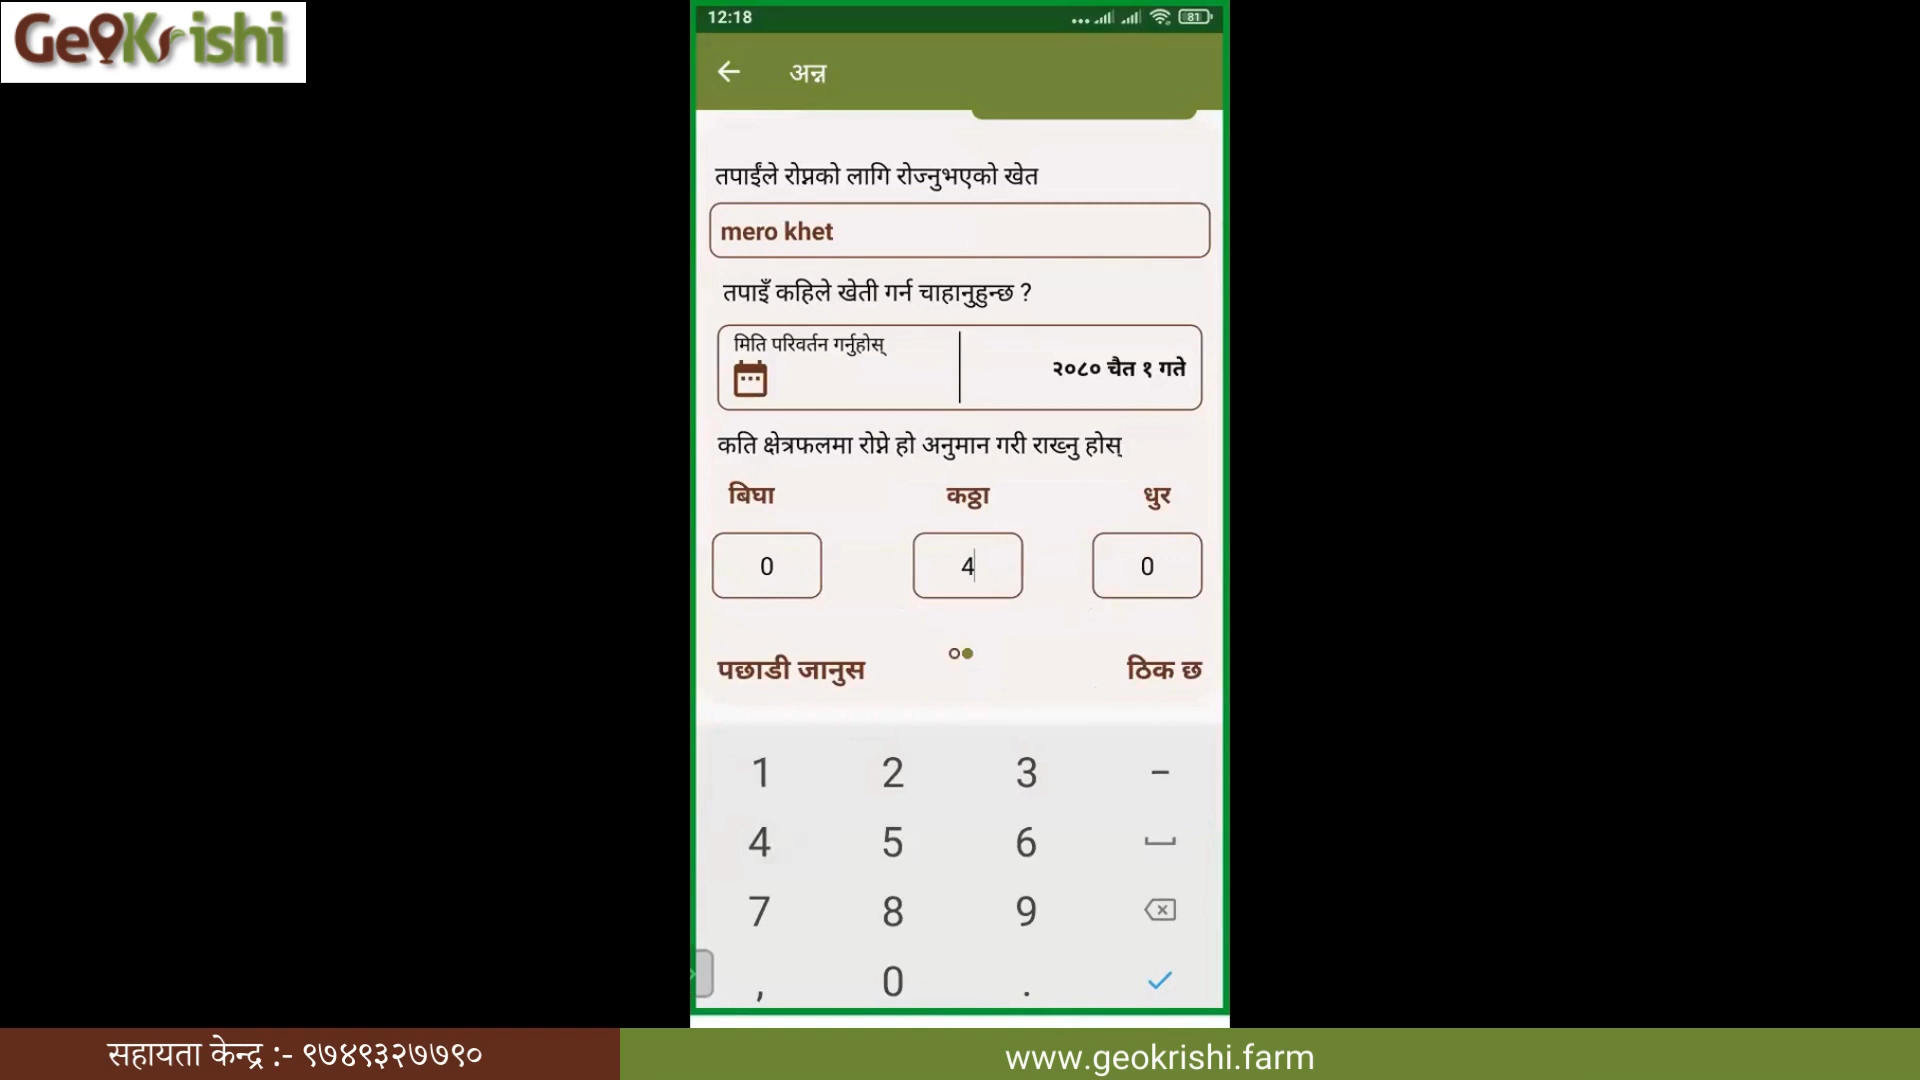 GeoKrishi
12:18
81
अन्न
तपाईंले रोप्नको लागि रोज्नुभएको खेत
mero khet
तपाइँ कहिले खेती गर्न चाहानुहुन्छ ?
मिति परिवर्तन गर्नुहोस्
२०८० चैत १ गते
कति क्षेत्रफलमा रोप्ने हो अनुमान गरी राख्नु होस्
बिघा कठ्ठा धुर
0 4 0
पछाडी जानुस ठिक छ
1 2 3 -
4 5 6
7 8 9
, 0 .
सहायता केन्द्र :- ९७४९३२७७९०
www.geokrishi.farm